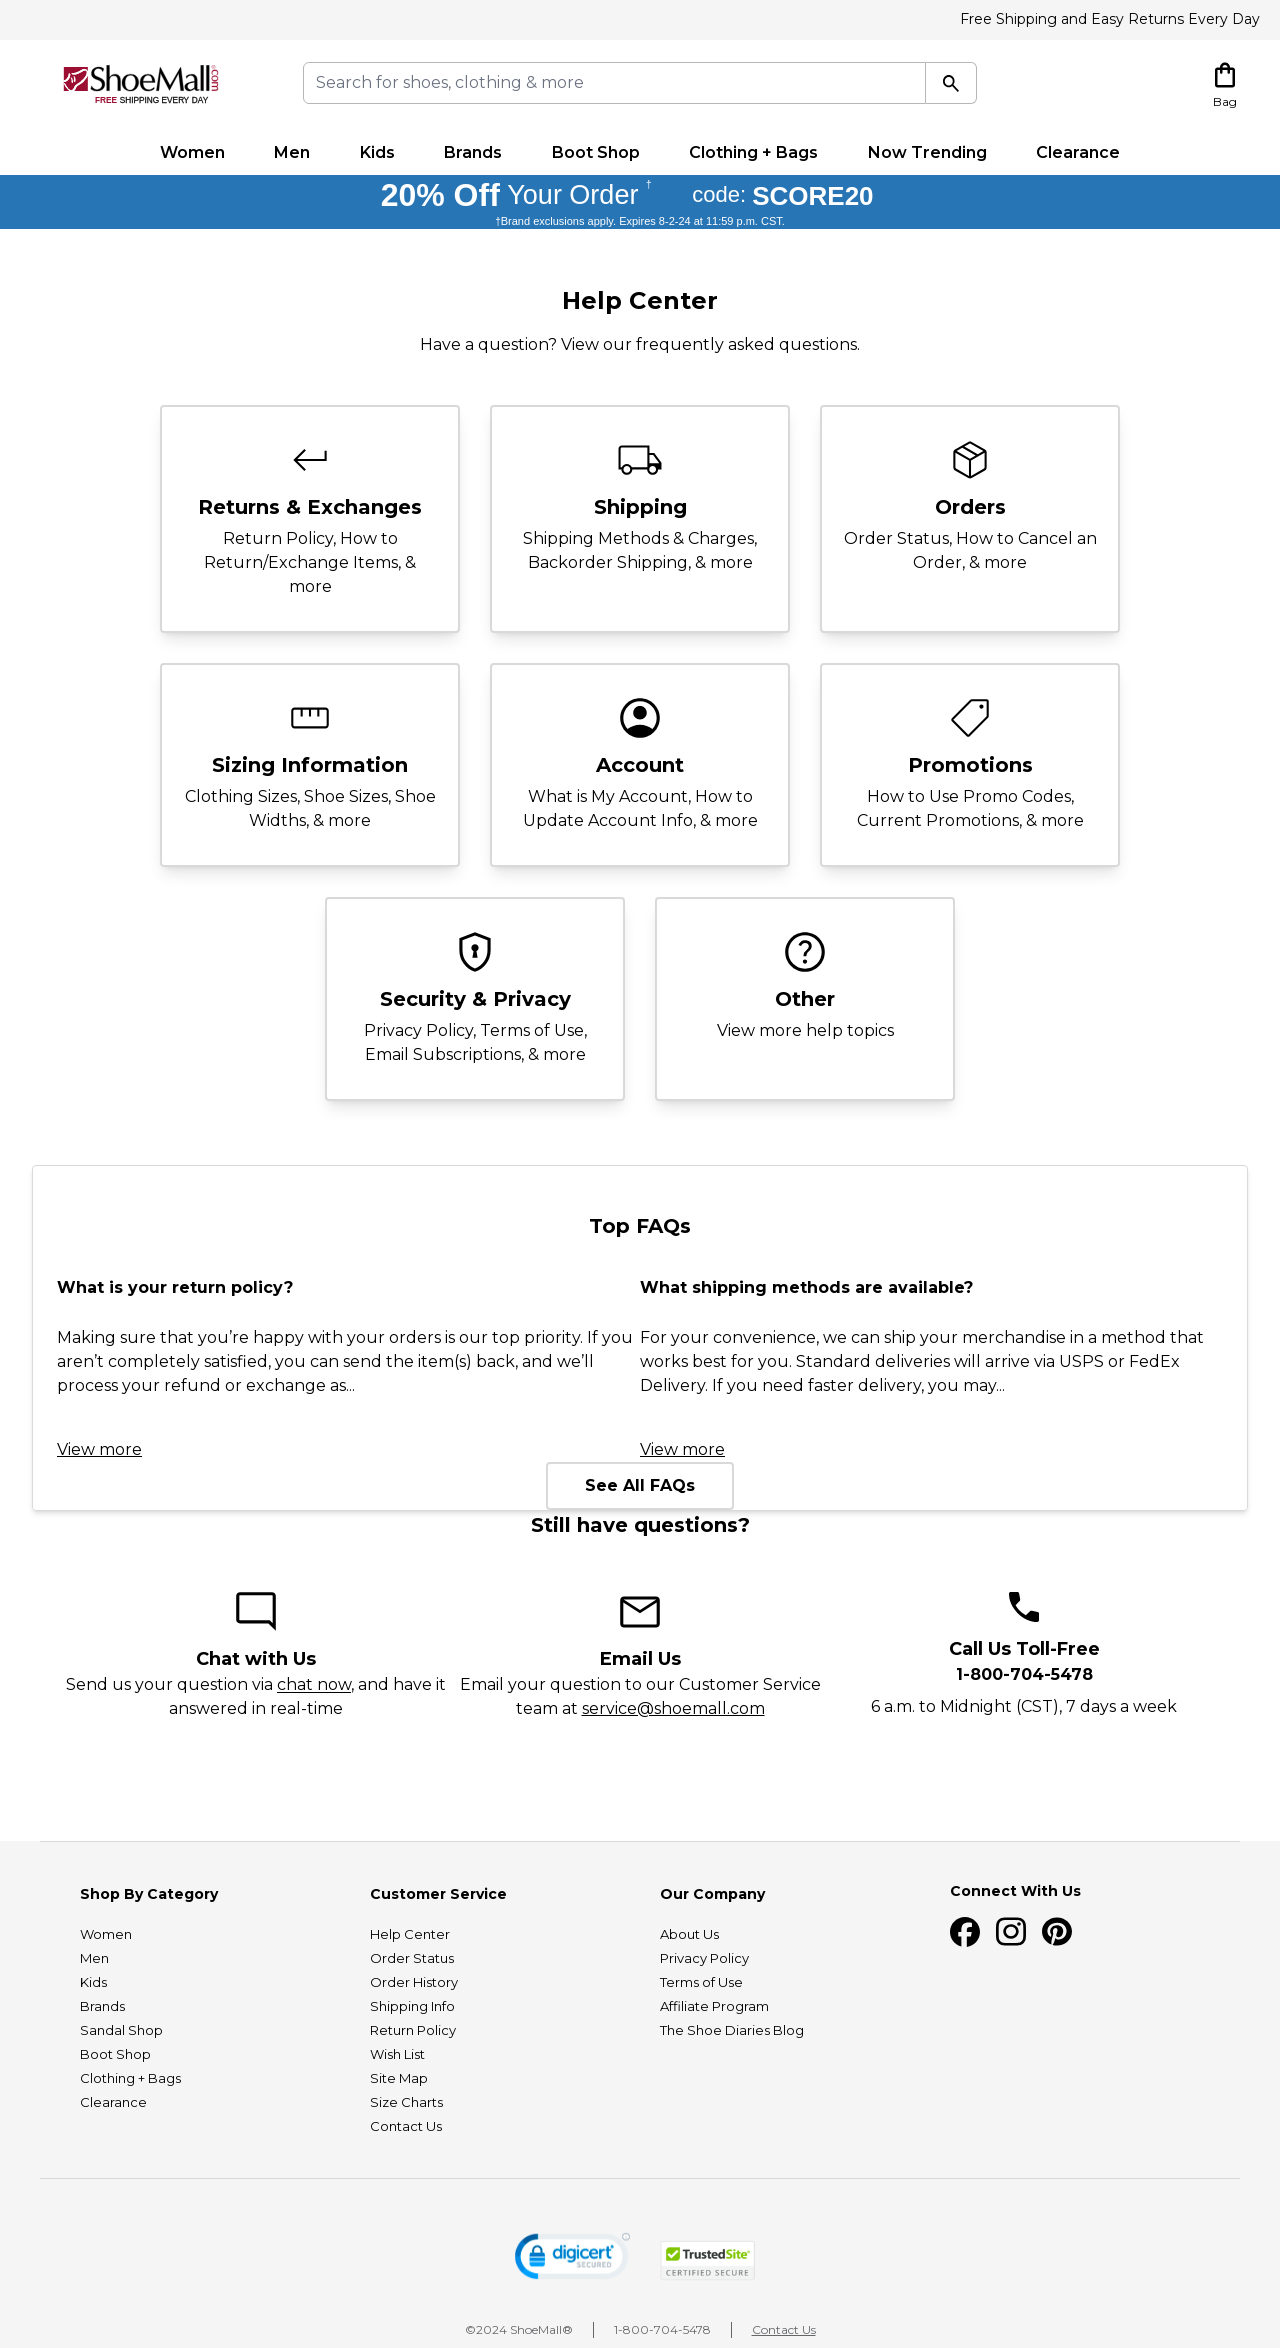 Free Shipping and Easy Returns Every Day
ShoeMall.com®
FREE SHIPPING EVERY DAY
Search for shoes, clothing & more
Bag
Women Men Kids Brands Boot Shop Clothing + Bags Now Trending Clearance
20% Off Your Order † code: SCORE20
†Brand exclusions apply. Expires 8-2-24 at 11:59 p.m. CST.
Help Center
Have a question? View our frequently asked questions.
Returns & Exchanges
Return Policy, How to
Return/Exchange Items, &
more
Shipping
Shipping Methods & Charges,
Backorder Shipping, & more
Orders
Order Status, How to Cancel an
Order, & more
Sizing Information
Clothing Sizes, Shoe Sizes, Shoe
Widths, & more
Account
What is My Account, How to
Update Account Info, & more
Promotions
How to Use Promo Codes,
Current Promotions, & more
Security & Privacy
Privacy Policy, Terms of Use,
Email Subscriptions, & more
Other
View more help topics
Top FAQs
What is your return policy?
Making sure that you’re happy with your orders is our top priority. If you
aren’t completely satisfied, you can send the item(s) back, and we’ll
process your refund or exchange as...
View more
What shipping methods are available?
For your convenience, we can ship your merchandise in a method that
works best for you. Standard deliveries will arrive via USPS or FedEx
Delivery. If you need faster delivery, you may...
View more
See All FAQs
Still have questions?
Chat with Us
Send us your question via chat now, and have it
answered in real-time
Email Us
Email your question to our Customer Service
team at service@shoemall.com
Call Us Toll-Free
1-800-704-5478
6 a.m. to Midnight (CST), 7 days a week
Shop By Category
Women
Men
Kids
Brands
Sandal Shop
Boot Shop
Clothing + Bags
Clearance
Customer Service
Help Center
Order Status
Order History
Shipping Info
Return Policy
Wish List
Site Map
Size Charts
Contact Us
Our Company
About Us
Privacy Policy
Terms of Use
Affiliate Program
The Shoe Diaries Blog
Connect With Us
digicert
SECURED
TrustedSite
CERTIFIED SECURE
©2024 ShoeMall® 1-800-704-5478 Contact Us